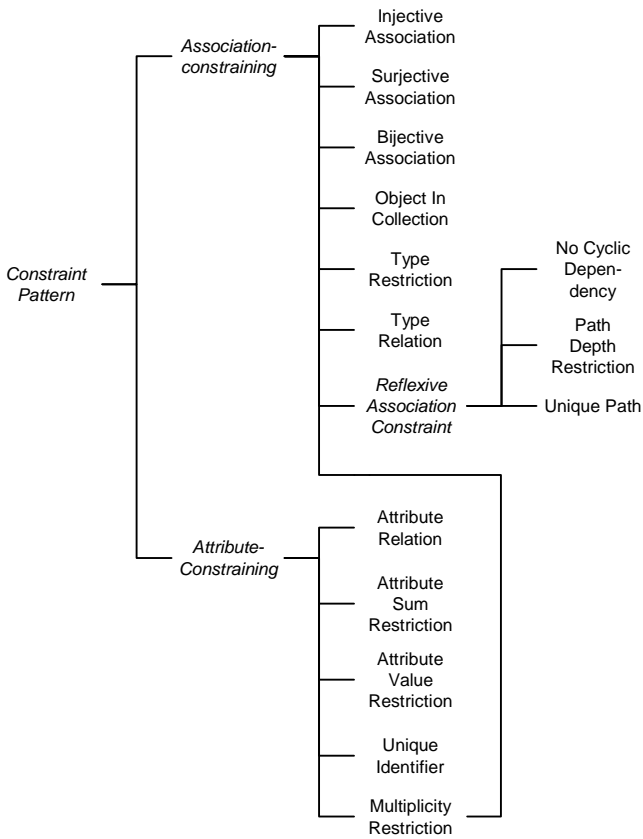 Constraint
Pattern
Association-
constraining
Injective
Association
Surjective
Association
Bijective
Association
Object In
Collection
Type
Restriction
Type
Relation
Reflexive
Association
Constraint
No Cyclic
Depen-
dency
Path
Depth
Restriction
Unique Path
Attribute-
Constraining
Attribute
Relation
Attribute
Sum
Restriction
Attribute
Value
Restriction
Unique
Identifier
Multiplicity
Restriction